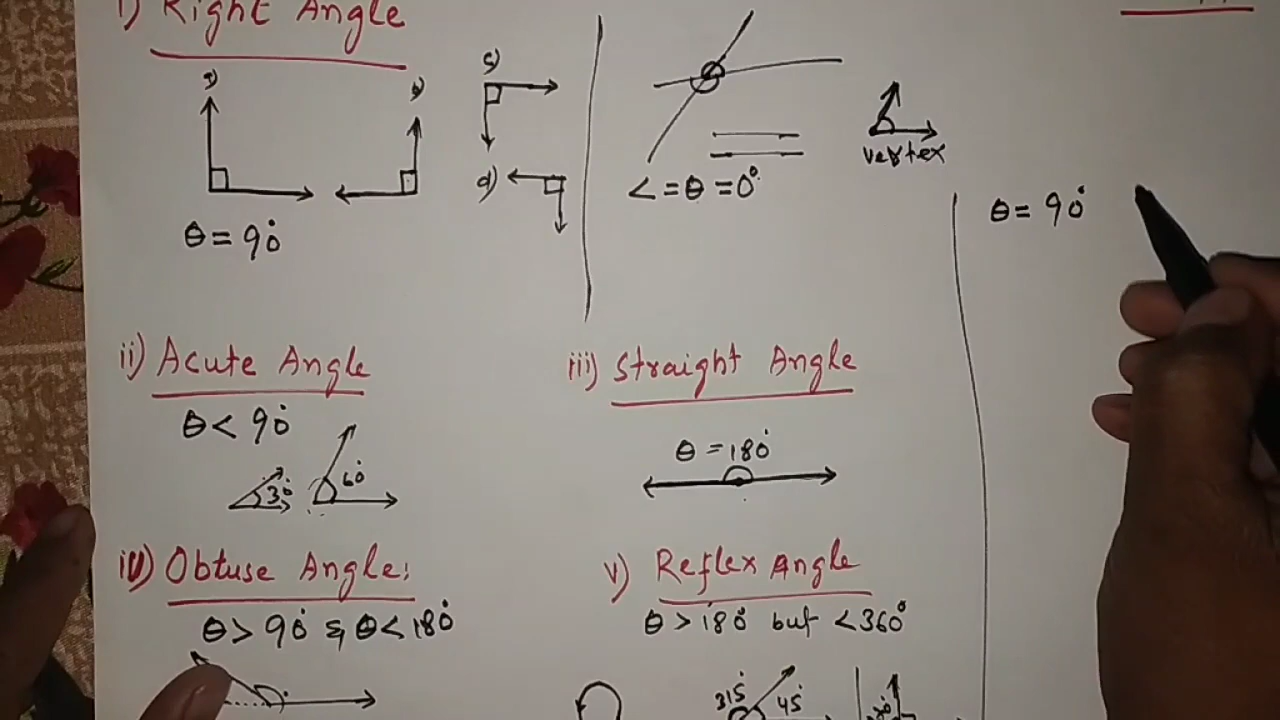 i) Right Angle
a)
b)
c)
d)
θ = 90°
∠ = θ = 0°
vertex
θ = 90°
ii) Acute Angle
θ < 90°
30°
60°
iii) Straight Angle
θ = 180°
iv) Obtuse Angle:
θ > 90° & θ < 180°
v) Reflex Angle
θ > 180° but < 360°
315°
45°